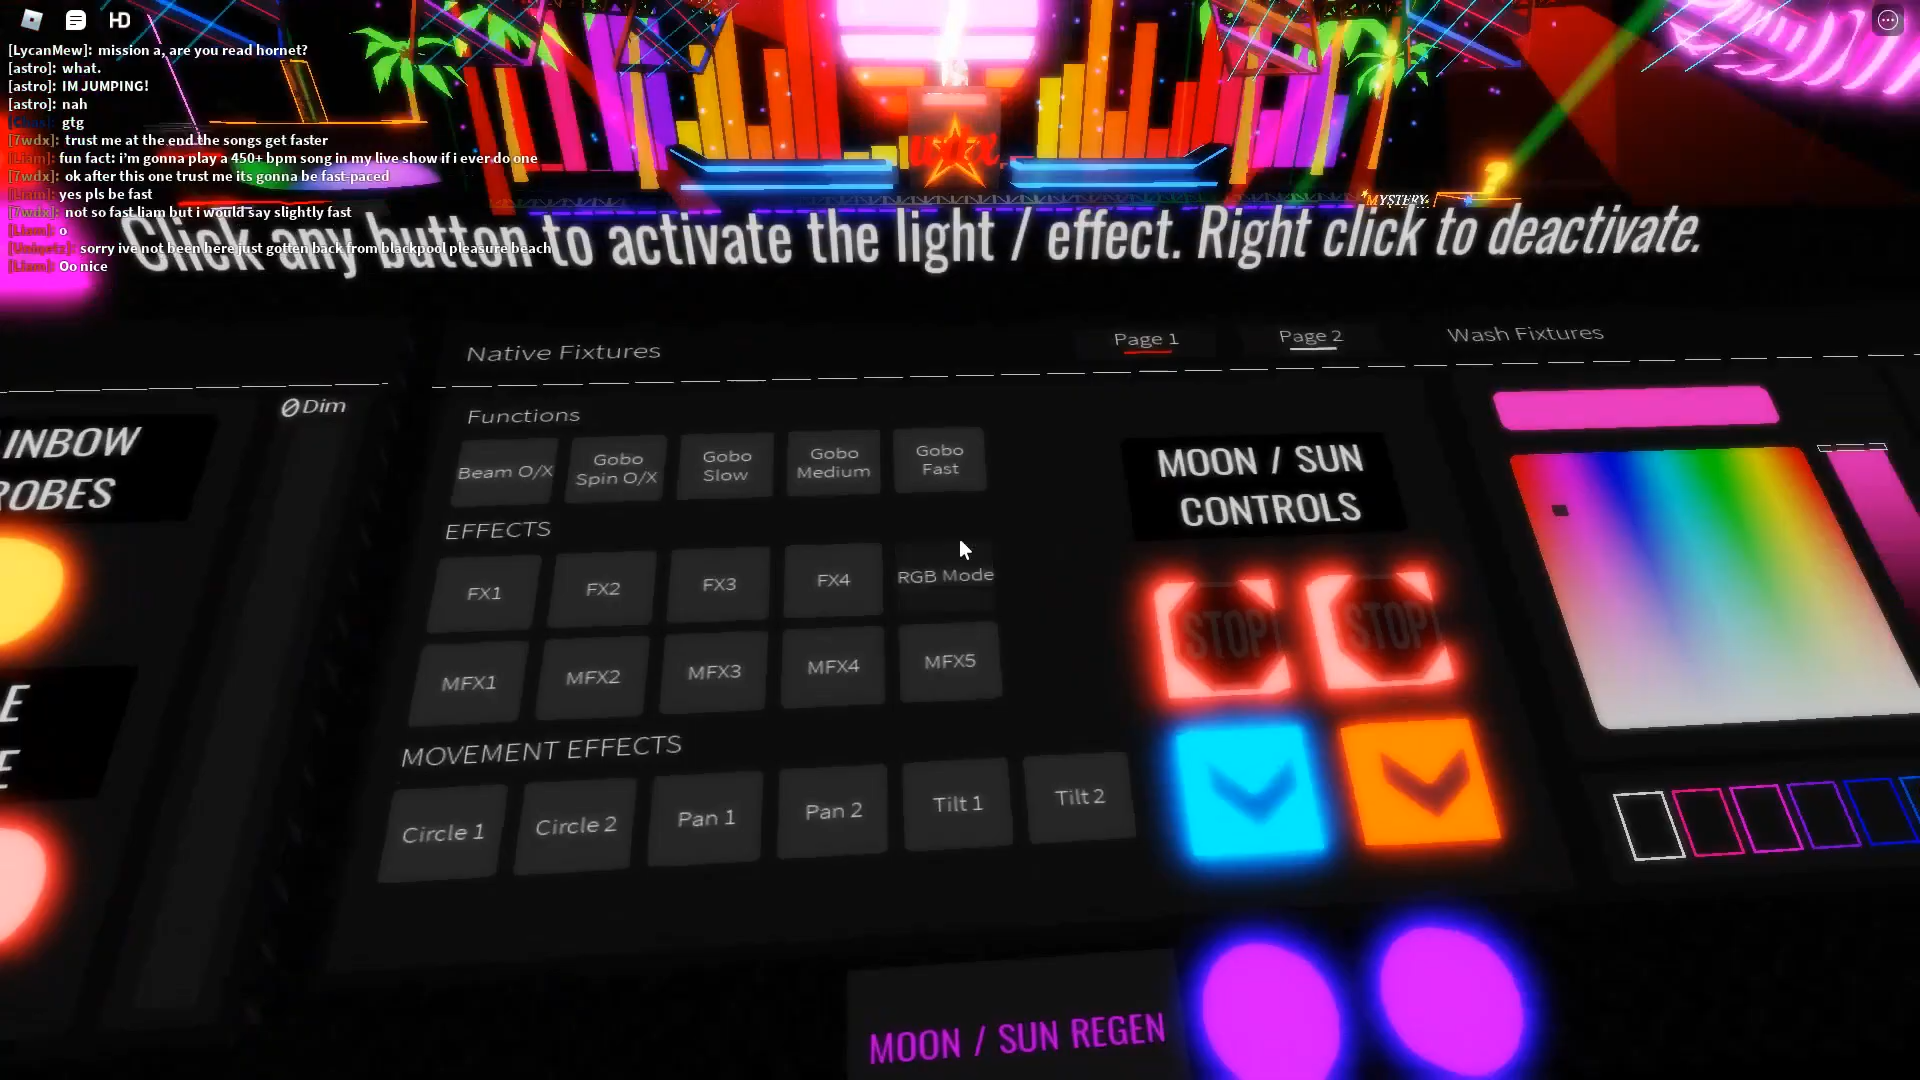 HD
[LycanMew]: mission a, are you read hornet?
[astro]: what.
[astro]: IM JUMPING!
[astro]: nah
gtg
[7wdx]: trust me at the end the songs get faster
[Liam]: fun fact: i'm gonna play a 450+ bpm song in my live show if i ever do one
[7wdx]: ok after this one trust me its gonna be fast-paced
[Liam]: yes pls be fast
[7wdx]: not so fast liam but i would say slightly fast
[Liam]: o
sorry ive not been here just gotten back from blackpool pleasure beach
[Liam]: Oo nice
MYSTERY
Click any button to activate the light / effect. Right click to deactivate.
Native Fixtures
Page 1
Page 2
Wash Fixtures
Dim
INBOW
ROBES
E
E
Functions
Beam O/X
Gobo
Spin O/X
Gobo
Slow
Gobo
Medium
Gobo
Fast
EFFECTS
FX1
FX2
FX3
FX4
RGB Mode
MFX1
MFX2
MFX3
MFX4
MFX5
MOVEMENT EFFECTS
Circle 1
Circle 2
Pan 1
Pan 2
Tilt 1
Tilt 2
MOON / SUN
CONTROLS
STOP
STOP
MOON / SUN REGEN